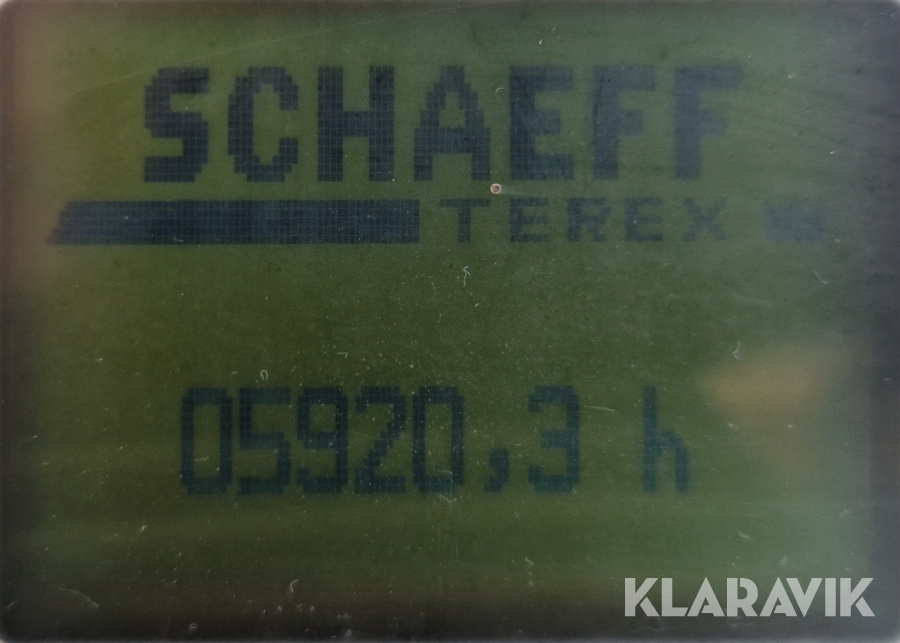 SCHAEFF
TEREX
05920,3 h
KLARAVIK